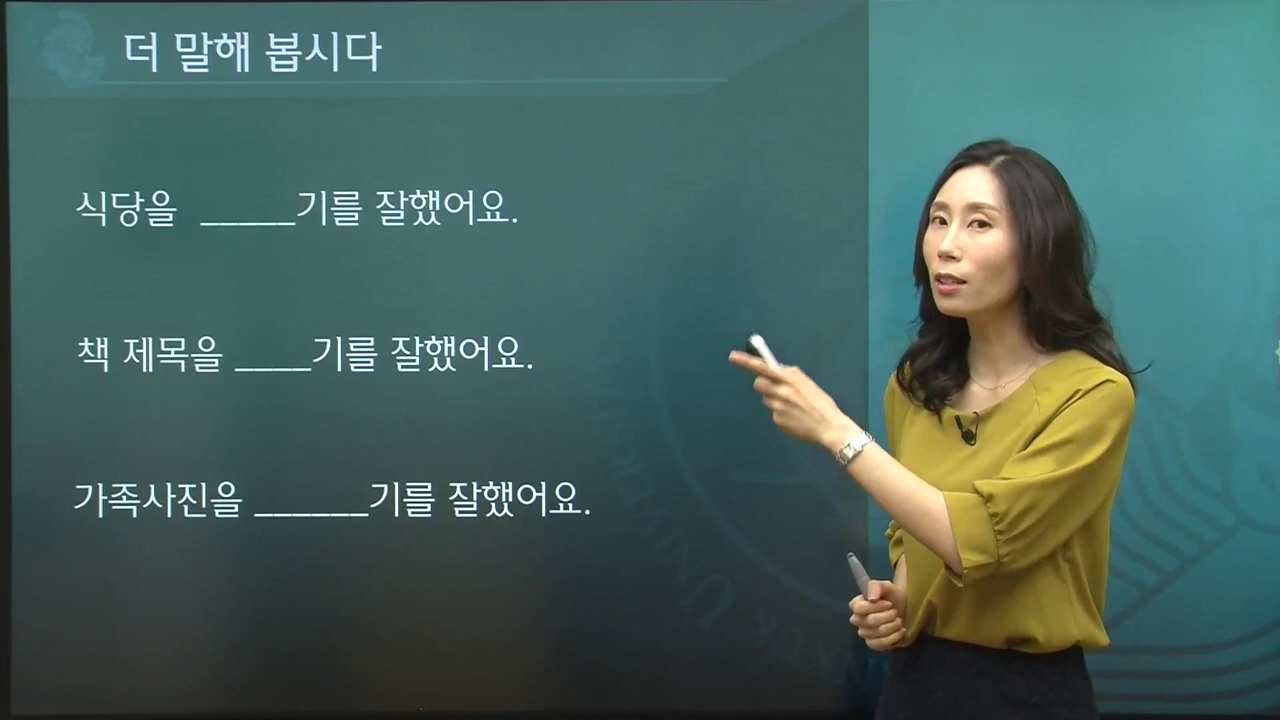 더 말해 봅시다
식당을 _____기를 잘했어요.
책 제목을 ____기를 잘했어요.
가족사진을 ______기를 잘했어요.